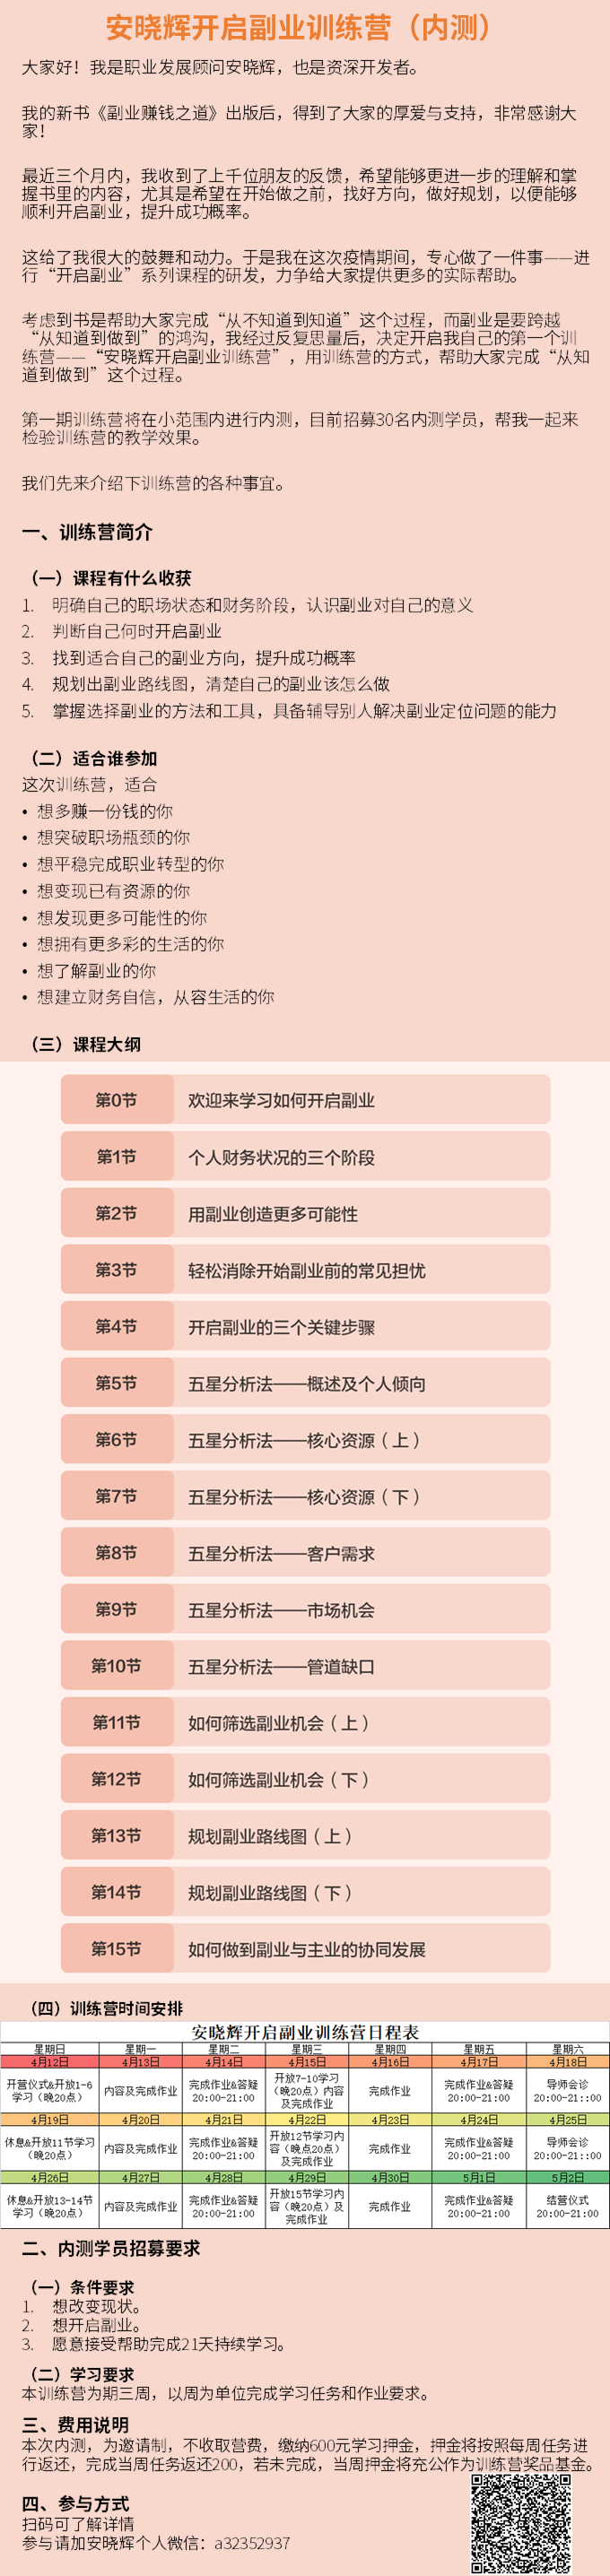 安晓辉开启副业训练营（内测）
大家好！我是职业发展顾问安晓辉，也是资深开发者。
我的新书《副业赚钱之道》出版后，得到了大家的厚爱与支持，非常感谢大
家！
最近三个月内，我收到了上千位朋友的反馈，希望能够更进一步的理解和掌
握书里的内容，尤其是希望在开始做之前，找好方向，做好规划，以便能够
顺利开启副业，提升成功概率。
这给了我很大的鼓舞和动力。于是我在这次疫情期间，专心做了一件事——进
行“开启副业”系列课程的研发，力争给大家提供更多的实际帮助。
考虑到书是帮助大家完成“从不知道到知道”这个过程，而副业是要跨越
“从知道到做到”的鸿沟，我经过反复思量后，决定开启我自己的第一个训
练营——“安晓辉开启副业训练营”，用训练营的方式，帮助大家完成“从知
道到做到”这个过程。
第一期训练营将在小范围内进行内测，目前招募30名内测学员，帮我一起来
检验训练营的教学效果。
我们先来介绍下训练营的各种事宜。
一、训练营简介
（一）课程有什么收获
1. 明确自己的职场状态和财务阶段，认识副业对自己的意义
2. 判断自己何时开启副业
3. 找到适合自己的副业方向，提升成功概率
4. 规划出副业路线图，清楚自己的副业该怎么做
5. 掌握选择副业的方法和工具，具备辅导别人解决副业定位问题的能力
（二）适合谁参加
这次训练营，适合
• 想多赚一份钱的你
• 想突破职场瓶颈的你
• 想平稳完成职业转型的你
• 想变现已有资源的你
• 想发现更多可能性的你
• 想拥有更多彩的生活的你
• 想了解副业的你
• 想建立财务自信，从容生活的你
（三）课程大纲
第0节 欢迎来学习如何开启副业
第1节 个人财务状况的三个阶段
第2节 用副业创造更多可能性
第3节 轻松消除开始副业前的常见担忧
第4节 开启副业的三个关键步骤
第5节 五星分析法——概述及个人倾向
第6节 五星分析法——核心资源（上）
第7节 五星分析法——核心资源（下）
第8节 五星分析法——客户需求
第9节 五星分析法——市场机会
第10节 五星分析法——管道缺口
第11节 如何筛选副业机会（上）
第12节 如何筛选副业机会（下）
第13节 规划副业路线图（上）
第14节 规划副业路线图（下）
第15节 如何做到副业与主业的协同发展
（四）训练营时间安排
安晓辉开启副业训练营日程表
星期日 星期一 星期二 星期三 星期四 星期五 星期六
4月12日 4月13日 4月14日 4月15日 4月16日 4月17日 4月18日
开营仪式&开放1-6学习（晚20点） 内容及完成作业 完成作业&答疑20:00-21:00 开放7-10学习（晚20点）内容及完成作业 完成作业 完成作业&答疑20:00-21:00 导师会诊20:00-21::00
4月19日 4月20日 4月21日 4月22日 4月23日 4月24日 4月25日
休息&开放11节学习（晚20点） 内容及完成作业 完成作业&答疑20:00-21:00 开放12节学习内容（晚点20点）及完成作业 完成作业 完成作业&答疑20:00-21:00 导师会诊20:00-21::00
4月26日 4月27日 4月28日 4月29日 4月30日 5月1日 5月2日
休息&开放13-14节学习（晚20点） 内容及完成作业 完成作业&答疑20:00-21:00 开放15节学习内容（晚20点）及完成作业 完成作业 完成作业&答疑20:00-21:00 结营仪式20:00-21:00
二、内测学员招募要求
（一）条件要求
1. 想改变现状。
2. 想开启副业。
3. 愿意接受帮助完成21天持续学习。
（二）学习要求
本训练营为期三周，以周为单位完成学习任务和作业要求。
三、费用说明
本次内测，为邀请制，不收取营费，缴纳600元学习押金，押金将按照每周任务进
行返还，完成当周任务返还200，若未完成，当周押金将充公作为训练营奖品基金。
四、参与方式
扫码可了解详情
参与请加安晓辉个人微信：a32352937